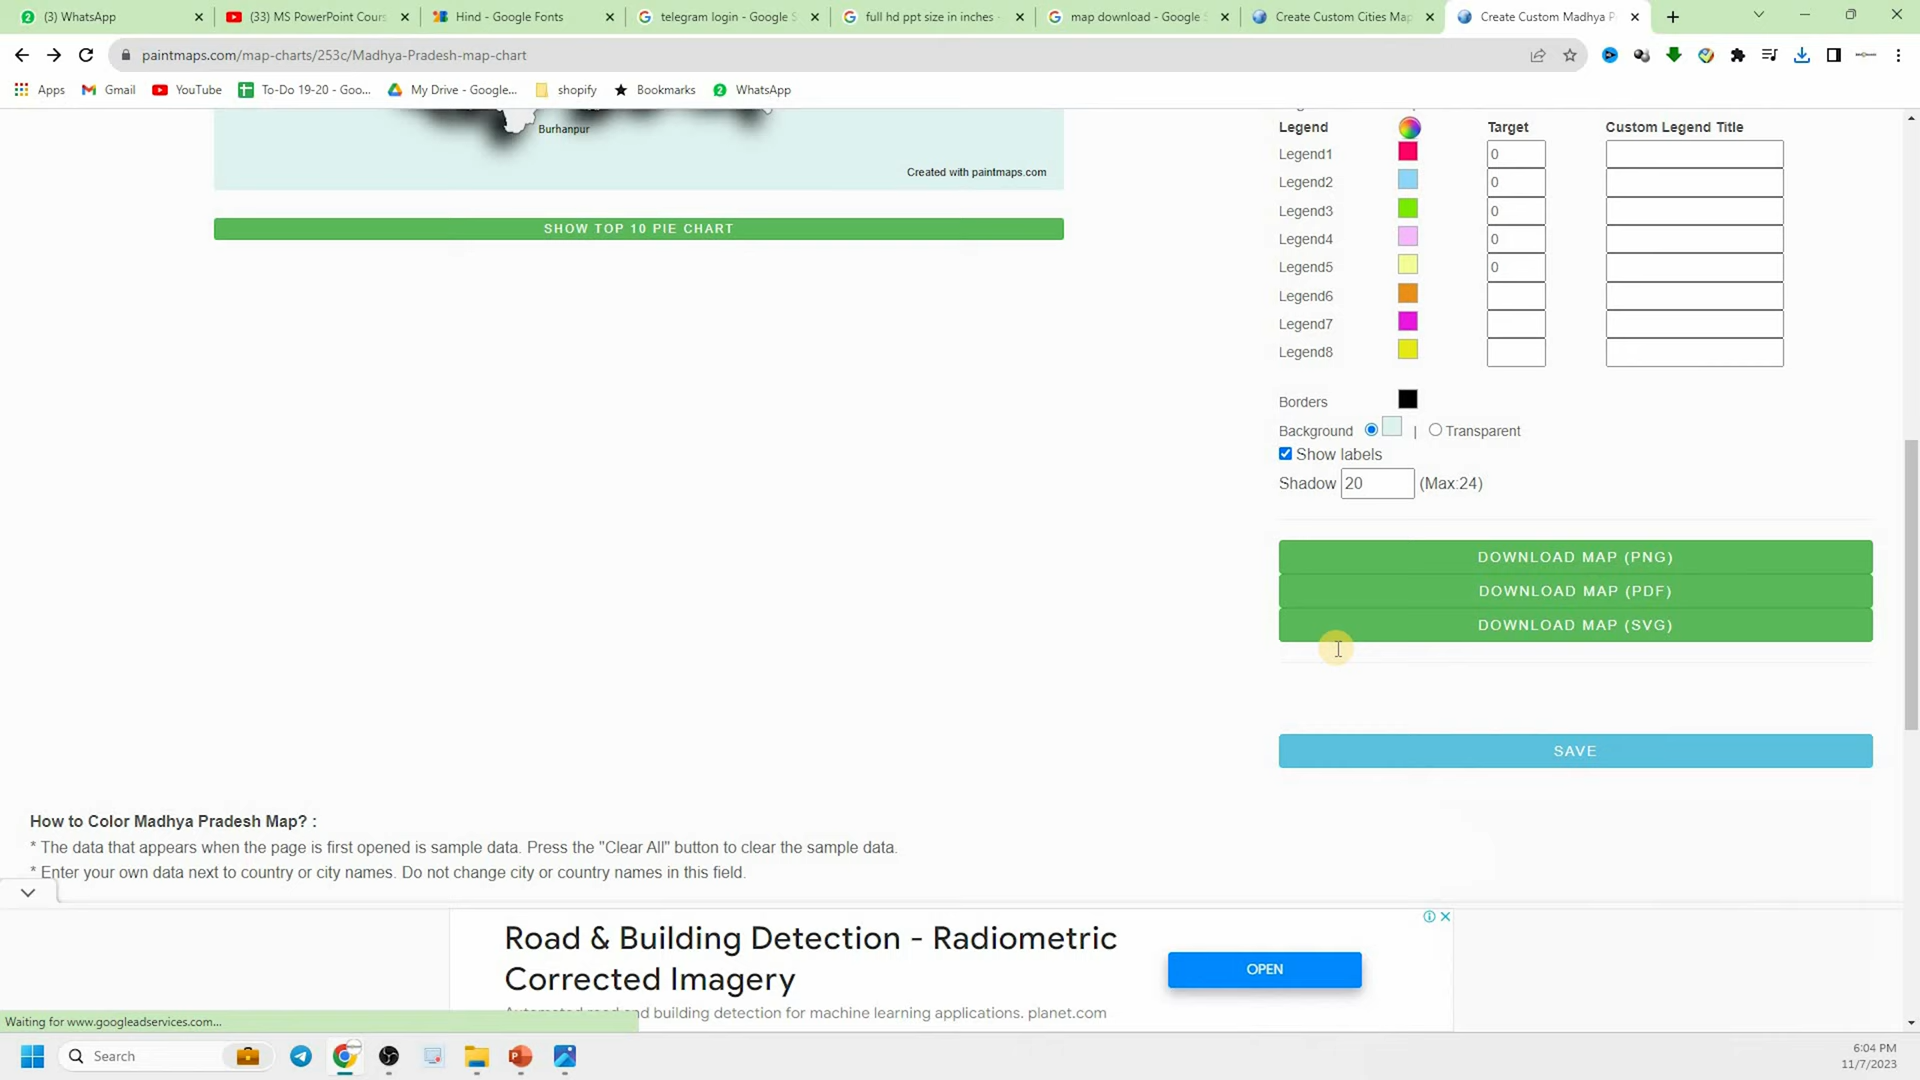 (3) WhatsApp
(33) MS PowerPoint Cours
Hind - Google Fonts
telegram login - Google S
full hd ppt size in inches -
map download - Google S
Create Custom Cities Map
Create Custom Madhya P
paintmaps.com/map-charts/253c/Madhya-Pradesh-map-chart
Apps
Gmail
YouTube
To-Do 19-20 - Goo...
My Drive - Google...
shopify
Bookmarks
WhatsApp
Burhanpur
Created with paintmaps.com
SHOW TOP 10 PIE CHART
Legend Target Custom Legend Title
Legend1 0
Legend2 0
Legend3 0
Legend4 0
Legend5 0
Legend6
Legend7
Legend8
Borders
Background | Transparent
Show labels
Shadow 20 (Max:24)
DOWNLOAD MAP (PNG)
DOWNLOAD MAP (PDF)
DOWNLOAD MAP (SVG)
SAVE
How to Color Madhya Pradesh Map? :
* The data that appears when the page is first opened is sample data. Press the "Clear All" button to clear the sample data.
* Enter your own data next to country or city names. Do not change city or country names in this field.
Road & Building Detection - Radiometric
Corrected Imagery
OPEN
building detection for machine learning applications. planet.com
Waiting for www.googleadservices.com...
Search
6:04 PM
11/7/2023